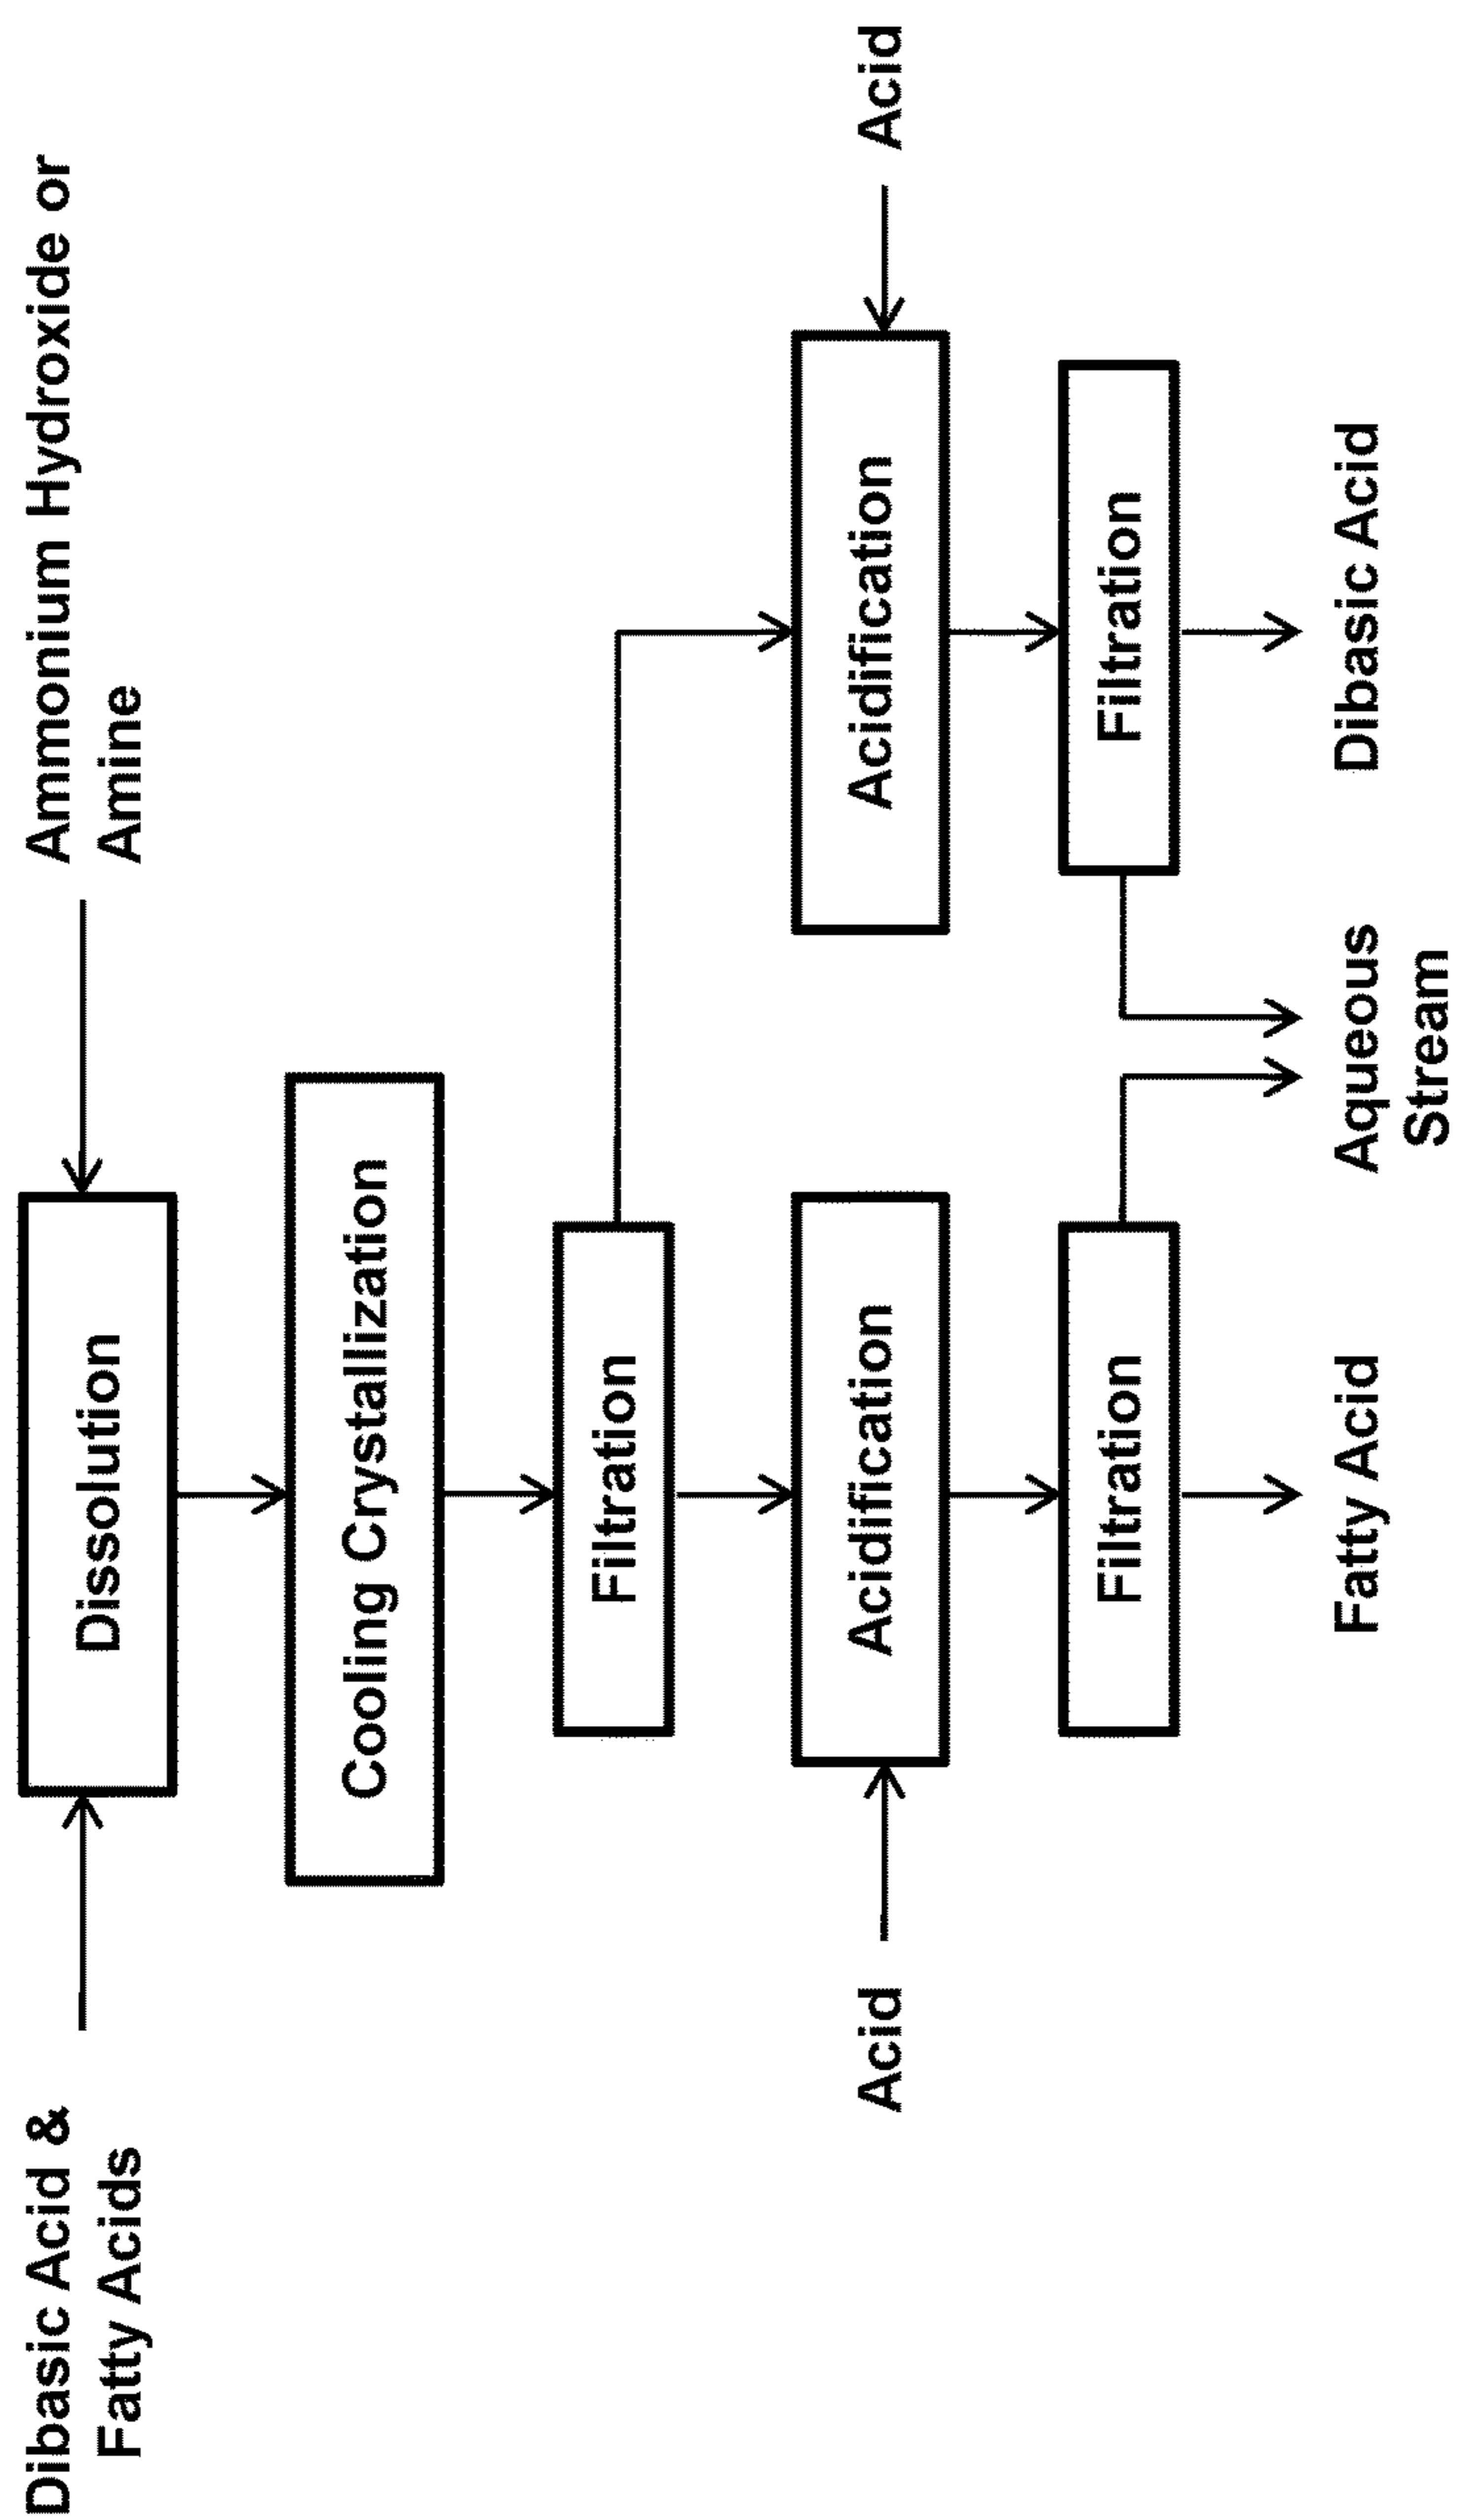 Dibasic Acid &
Fatty Acids
Dissolution
Ammonium Hydroxide or
Amine
Cooling Crystallization
Filtration
Acid
Acidification
Acidification
Acid
Filtration
Filtration
Fatty Acid
Aqueous
Stream
Dibasic Acid